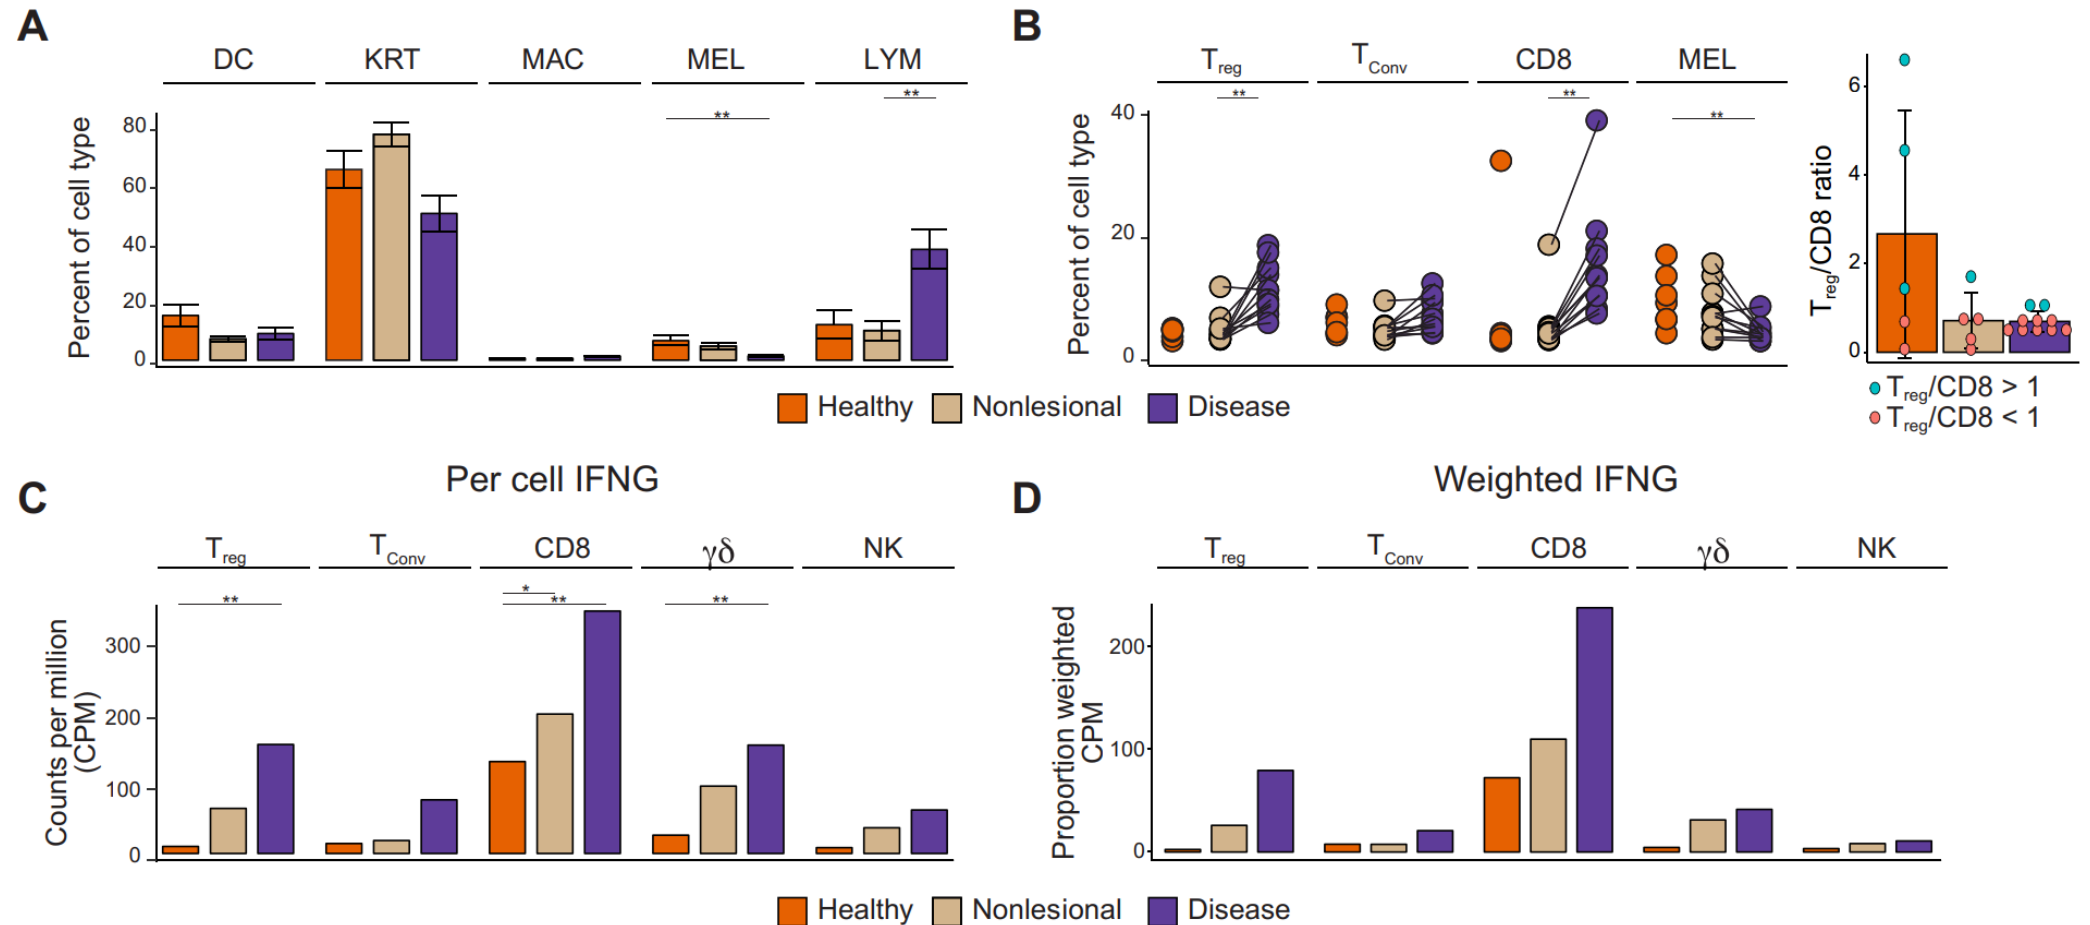 A
DC KRT MAC MEL LYM
** **
Percent of cell type
80
60
40
20
0
B
Treg TConv CD8 MEL
** ** **
Percent of cell type
40
20
0
Treg/CD8 ratio
6
4
2
0
Treg/CD8 > 1
Treg/CD8 < 1
Healthy Nonlesional Disease
C
Per cell IFNG
Treg TConv CD8 γδ NK
** * ** **
Counts per million
(CPM)
300
200
100
0
D
Weighted IFNG
Treg TConv CD8 γδ NK
Proportion weighted
CPM
200
100
0
Healthy Nonlesional Disease